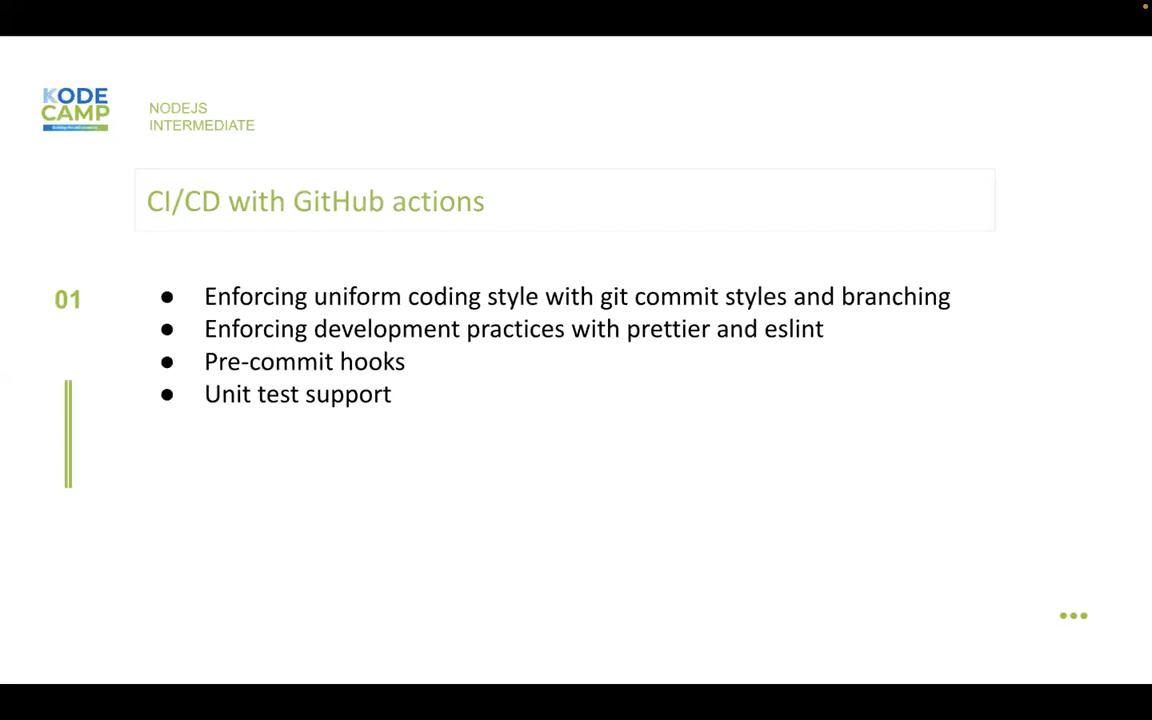 KODE
CAMP
NODEJS
INTERMEDIATE
CI/CD with GitHub actions
01
● Enforcing uniform coding style with git commit styles and branching
● Enforcing development practices with prettier and eslint
● Pre-commit hooks
● Unit test support